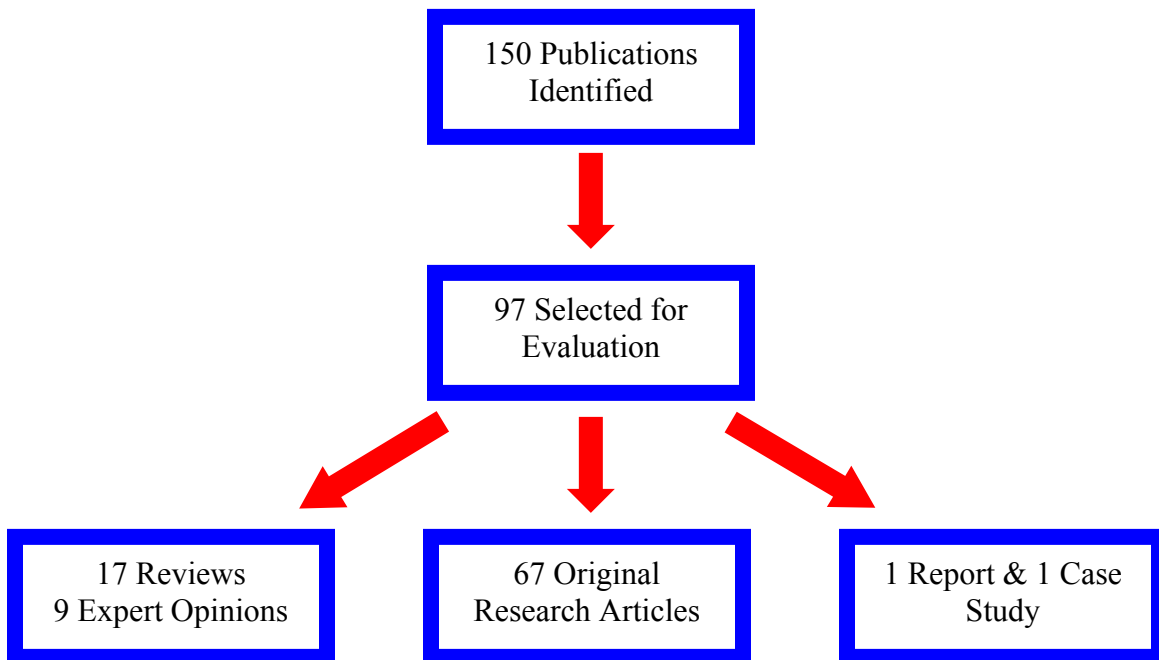 150 Publications
Identified
97 Selected for
Evaluation
17 Reviews
9 Expert Opinions
67 Original
Research Articles
1 Report & 1 Case
Study